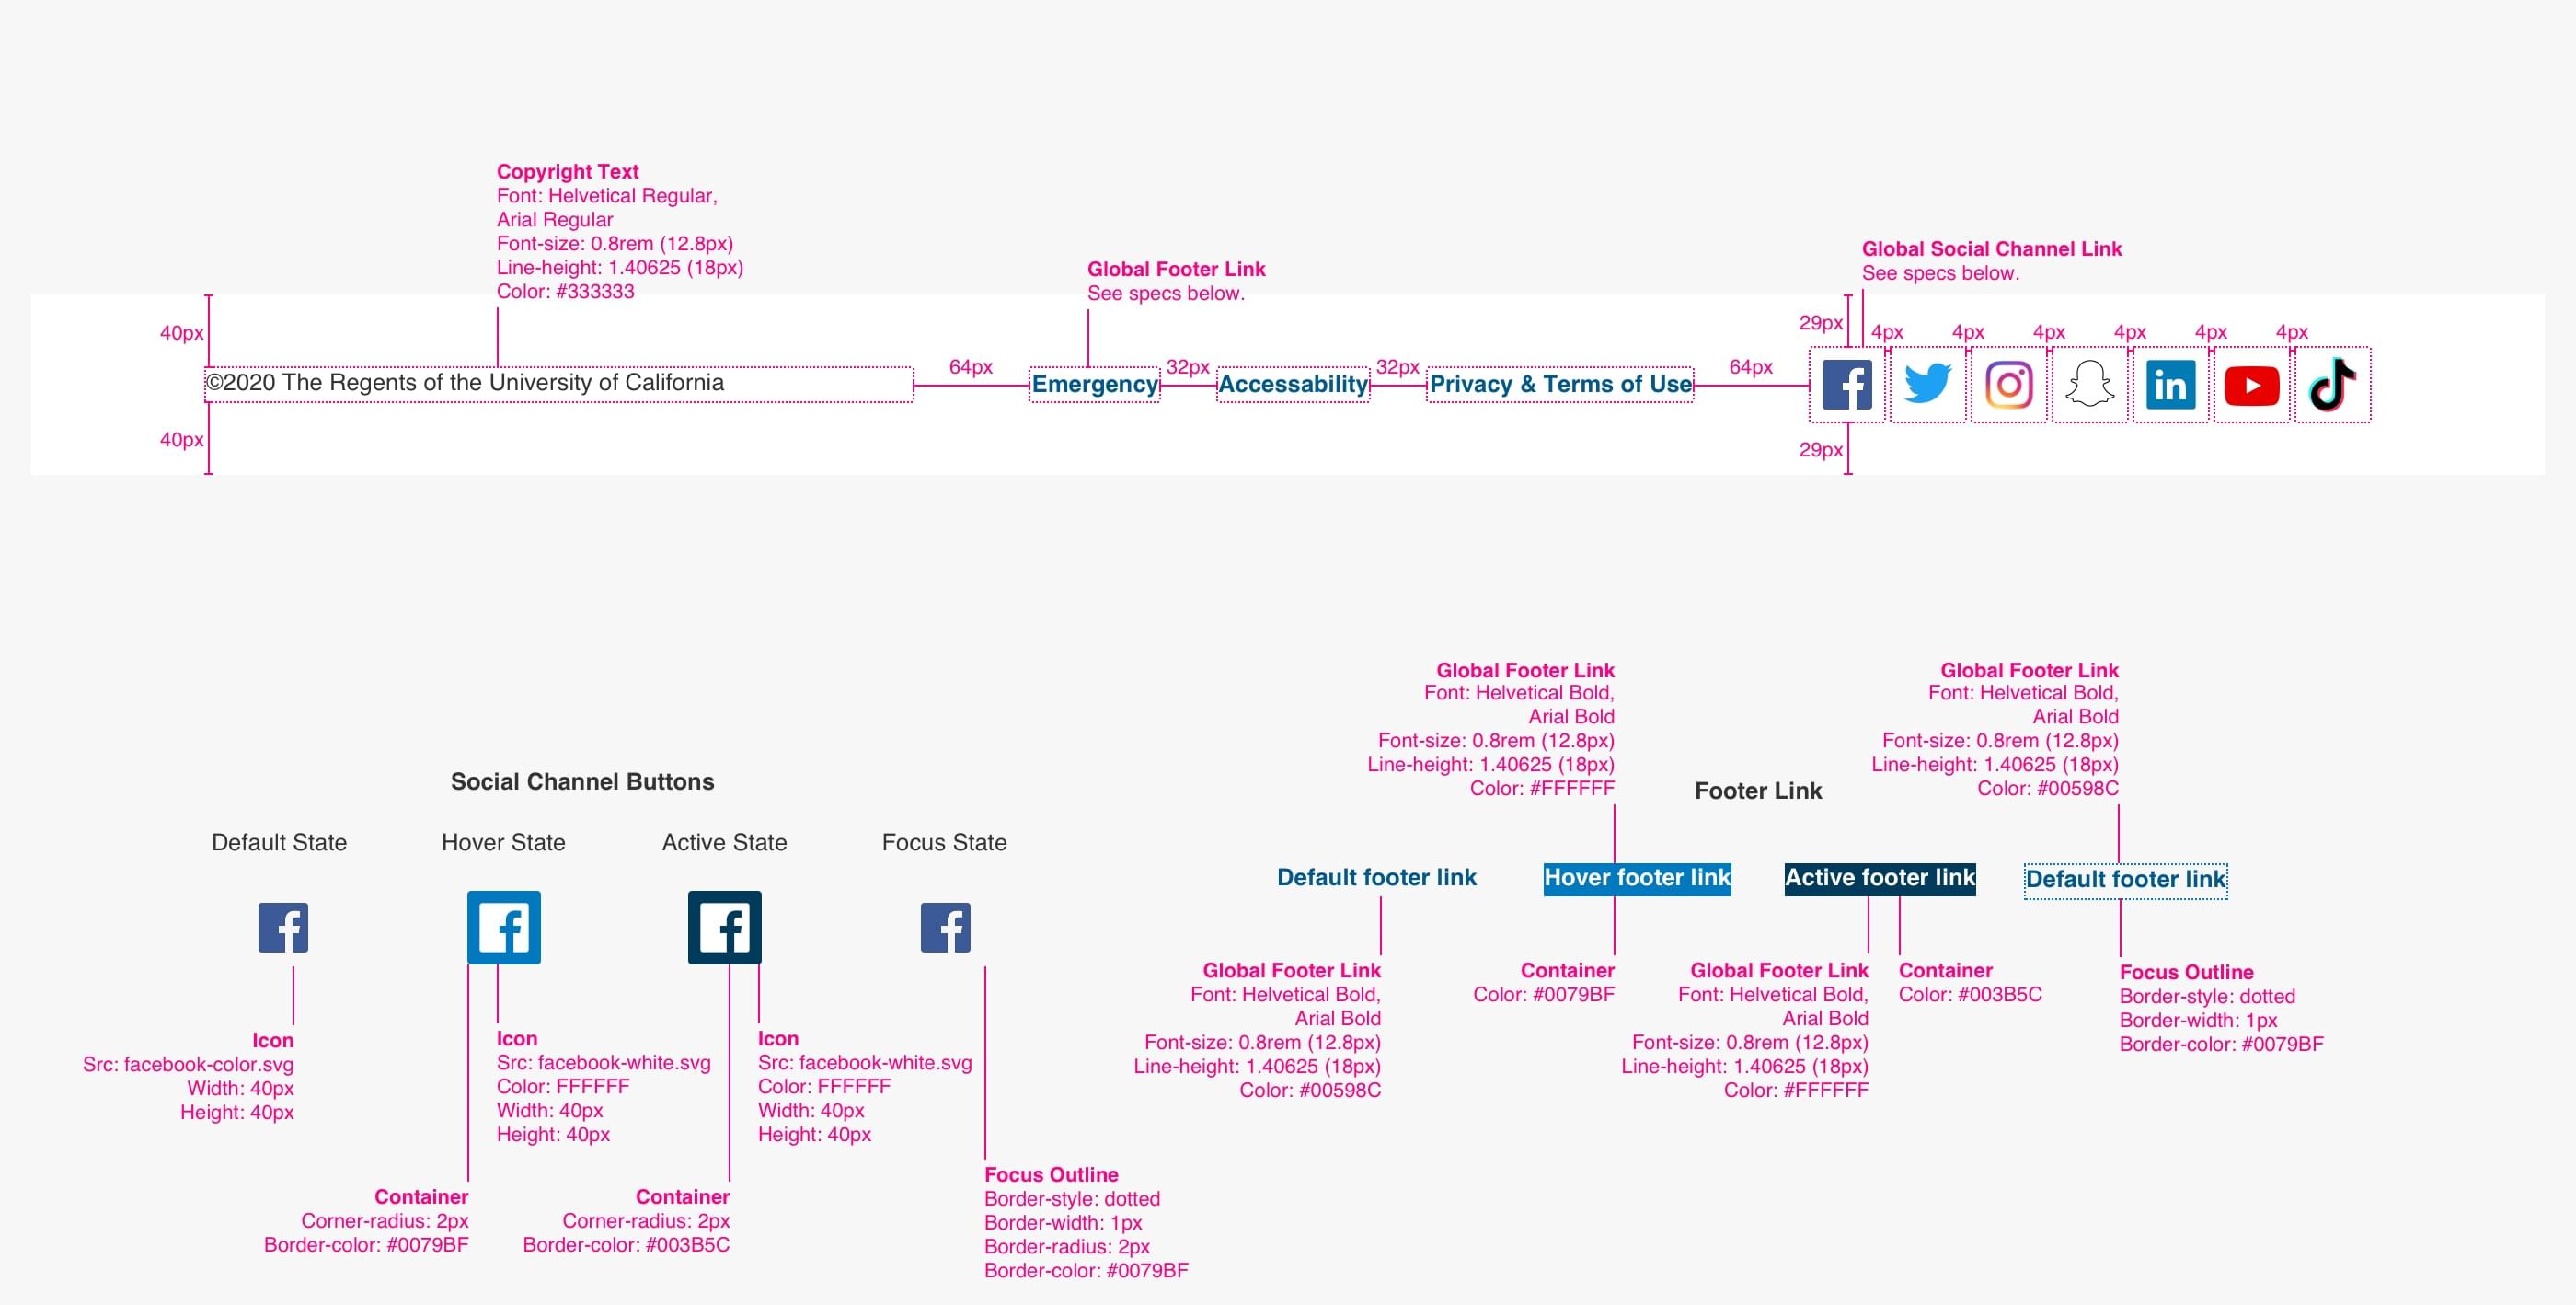 Copyright Text
Font: Helvetical Regular,
Arial Regular
Font-size: 0.8rem (12.8px)
Line-height: 1.40625 (18px)
Color: #333333
Global Footer Link
See specs below.
Global Social Channel Link
See specs below.
40px
29px
4px 4px 4px 4px 4px 4px
64px 32px 32px 64px
©2020 The Regents of the University of California
Emergency
Accessability
Privacy & Terms of Use
in
40px
29px
Social Channel Buttons
Default State
Hover State
Active State
Focus State
Icon
Src: facebook-color.svg
Width: 40px
Height: 40px
Icon
Src: facebook-white.svg
Color: FFFFFF
Width: 40px
Height: 40px
Icon
Src: facebook-white.svg
Color: FFFFFF
Width: 40px
Height: 40px
Container
Corner-radius: 2px
Border-color: #0079BF
Container
Corner-radius: 2px
Border-color: #003B5C
Focus Outline
Border-style: dotted
Border-width: 1px
Border-radius: 2px
Border-color: #0079BF
Global Footer Link
Font: Helvetical Bold,
Arial Bold
Font-size: 0.8rem (12.8px)
Line-height: 1.40625 (18px)
Color: #FFFFFF
Footer Link
Global Footer Link
Font: Helvetical Bold,
Arial Bold
Font-size: 0.8rem (12.8px)
Line-height: 1.40625 (18px)
Color: #00598C
Default footer link
Hover footer link
Active footer link
Default footer link
Global Footer Link
Font: Helvetical Bold,
Arial Bold
Font-size: 0.8rem (12.8px)
Line-height: 1.40625 (18px)
Color: #00598C
Container
Color: #0079BF
Global Footer Link
Font: Helvetical Bold,
Arial Bold
Font-size: 0.8rem (12.8px)
Line-height: 1.40625 (18px)
Color: #FFFFFF
Container
Color: #003B5C
Focus Outline
Border-style: dotted
Border-width: 1px
Border-color: #0079BF